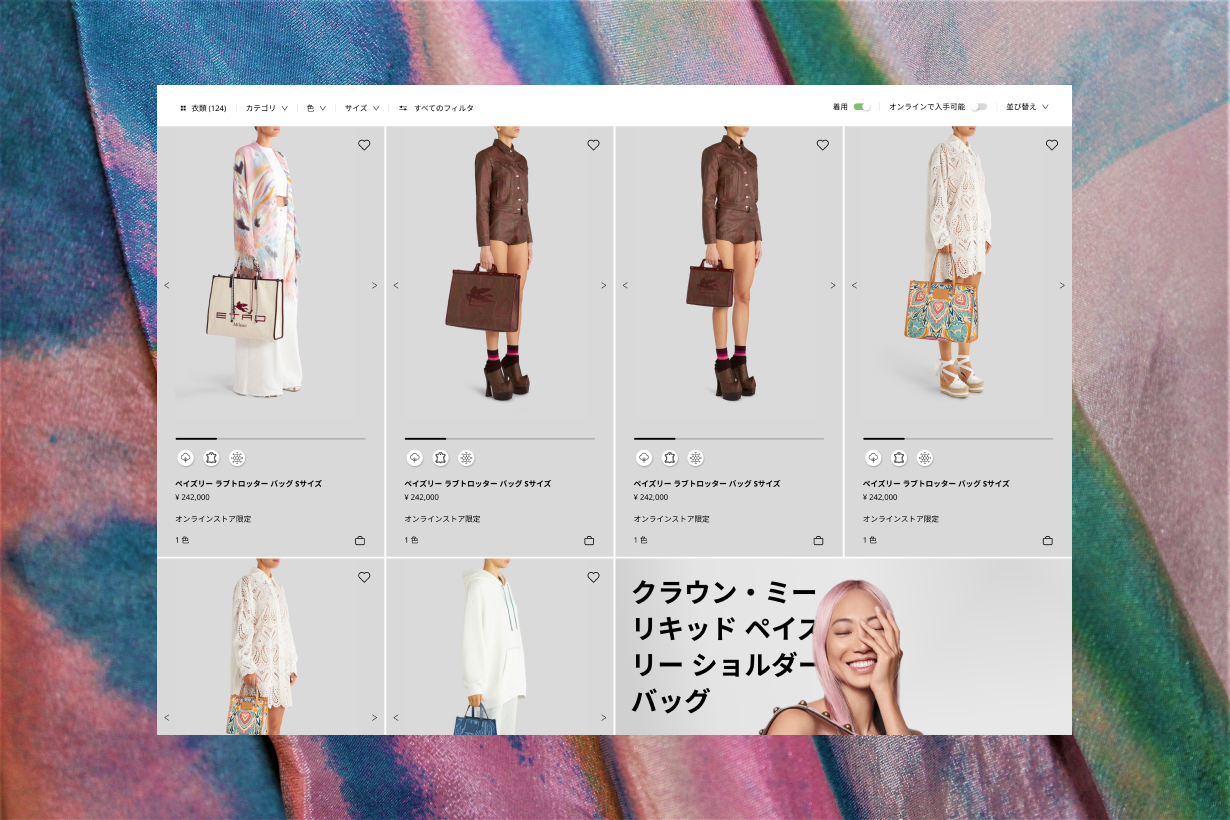 衣類 (124) カテゴリ 色 サイズ すべてのフィルタ 着用 オンラインで入手可能 並び替え
ETRO
Milano
ペイズリー ラブトロッター バッグ Sサイズ
¥ 242,000
オンラインストア限定
1 色
ペイズリー ラブトロッター バッグ Sサイズ
¥ 242,000
オンラインストア限定
1 色
ペイズリー ラブトロッター バッグ Sサイズ
¥ 242,000
オンラインストア限定
1 色
ペイズリー ラブトロッター バッグ Sサイズ
¥ 242,000
オンラインストア限定
1 色
クラウン・ミー
リキッド ペイズ
リー ショルダー
バッグ